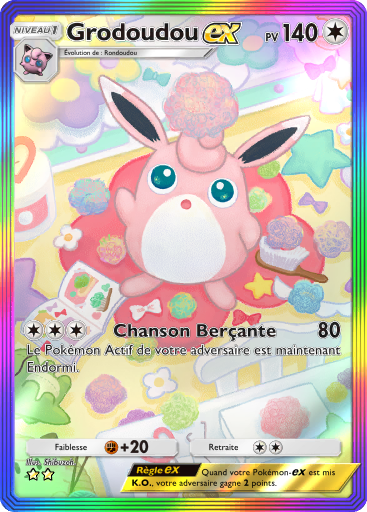 NIVEAU 1
Grodoudou ex PV 140
Évolution de : Rondoudou
Chanson Berçante 80
Le Pokémon Actif de votre adversaire est maintenant
Endormi.
Faiblesse +20 Retraite
Illus. Shibuzoh
Règle ex Quand votre Pokémon-ex est mis
K.O., votre adversaire gagne 2 points.